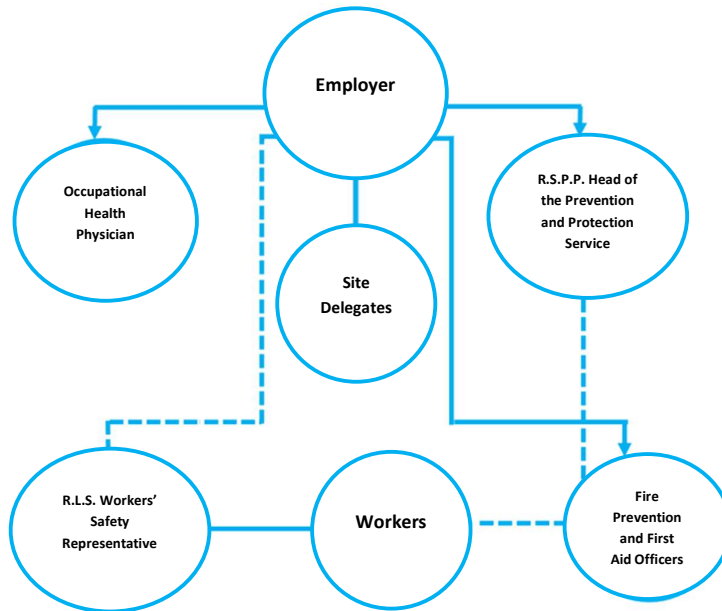 Employer
Occupational
Health
Physician
R.S.P.P. Head of
the Prevention
and Protection
Service
Site
Delegates
R.L.S. Workers’
Safety
Representative
Workers
Fire
Prevention
and First
Aid Officers